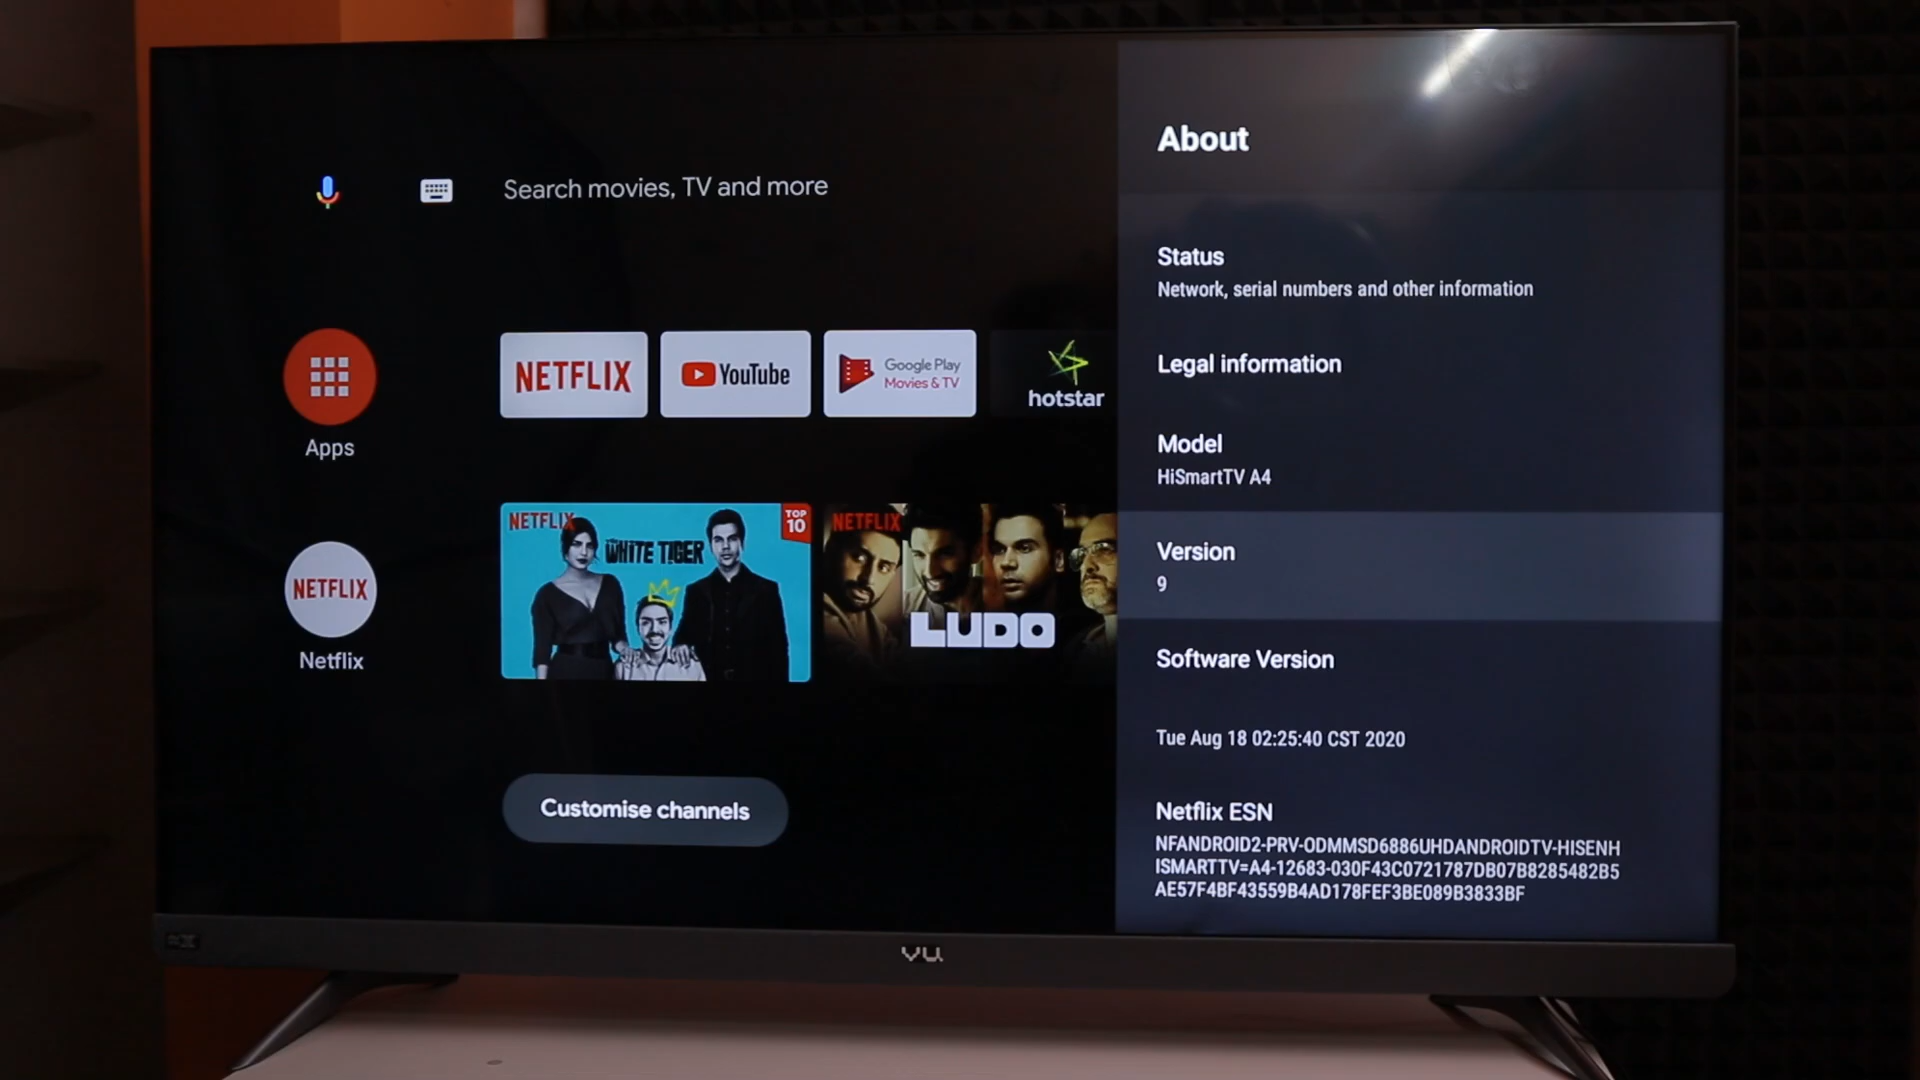 Search movies, TV and more
Apps
NETFLIX
YouTube
Google Play
Movies & TV
hotstar
NETFLIX
Netflix
NETFLIX
TOP
10
THE
WHITE TIGER
NETFLIX
LUDO
Customise channels
About
Status
Network, serial numbers and other information
Legal information
Model
HiSmartTV A4
Version
9
Software Version
Tue Aug 18 02:25:40 CST 2020
Netflix ESN
NFANDROID2-PRV-ODMMSD6886UHDANDROIDTV-HISENH
ISMARTTV=A4-12683-030F43C0721787DB07B8285482B5
AE57F4BF43559B4AD178FEF3BE089B3833BF
VU